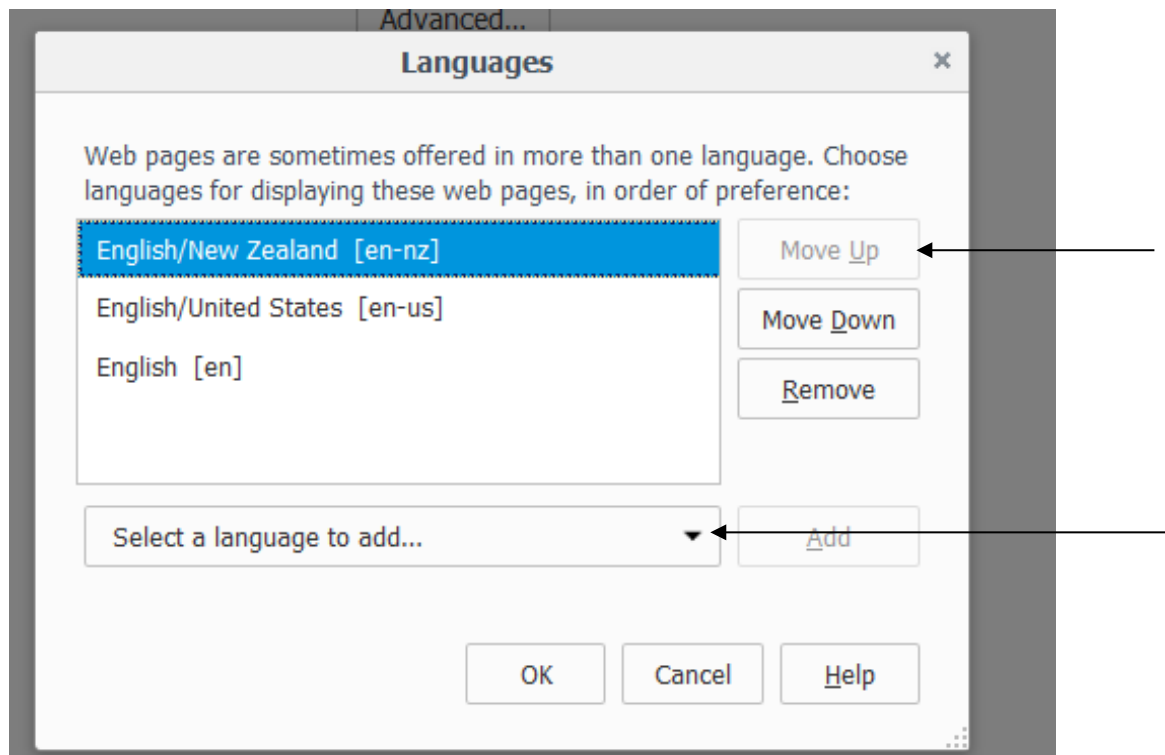 Advanced...
Languages
Web pages are sometimes offered in more than one language. Choose
languages for displaying these web pages, in order of preference:
English/New Zealand [en-nz]
Move Up
English/United States [en-us]
Move Down
English [en]
Remove
Select a language to add...
Add
OK
Cancel
Help